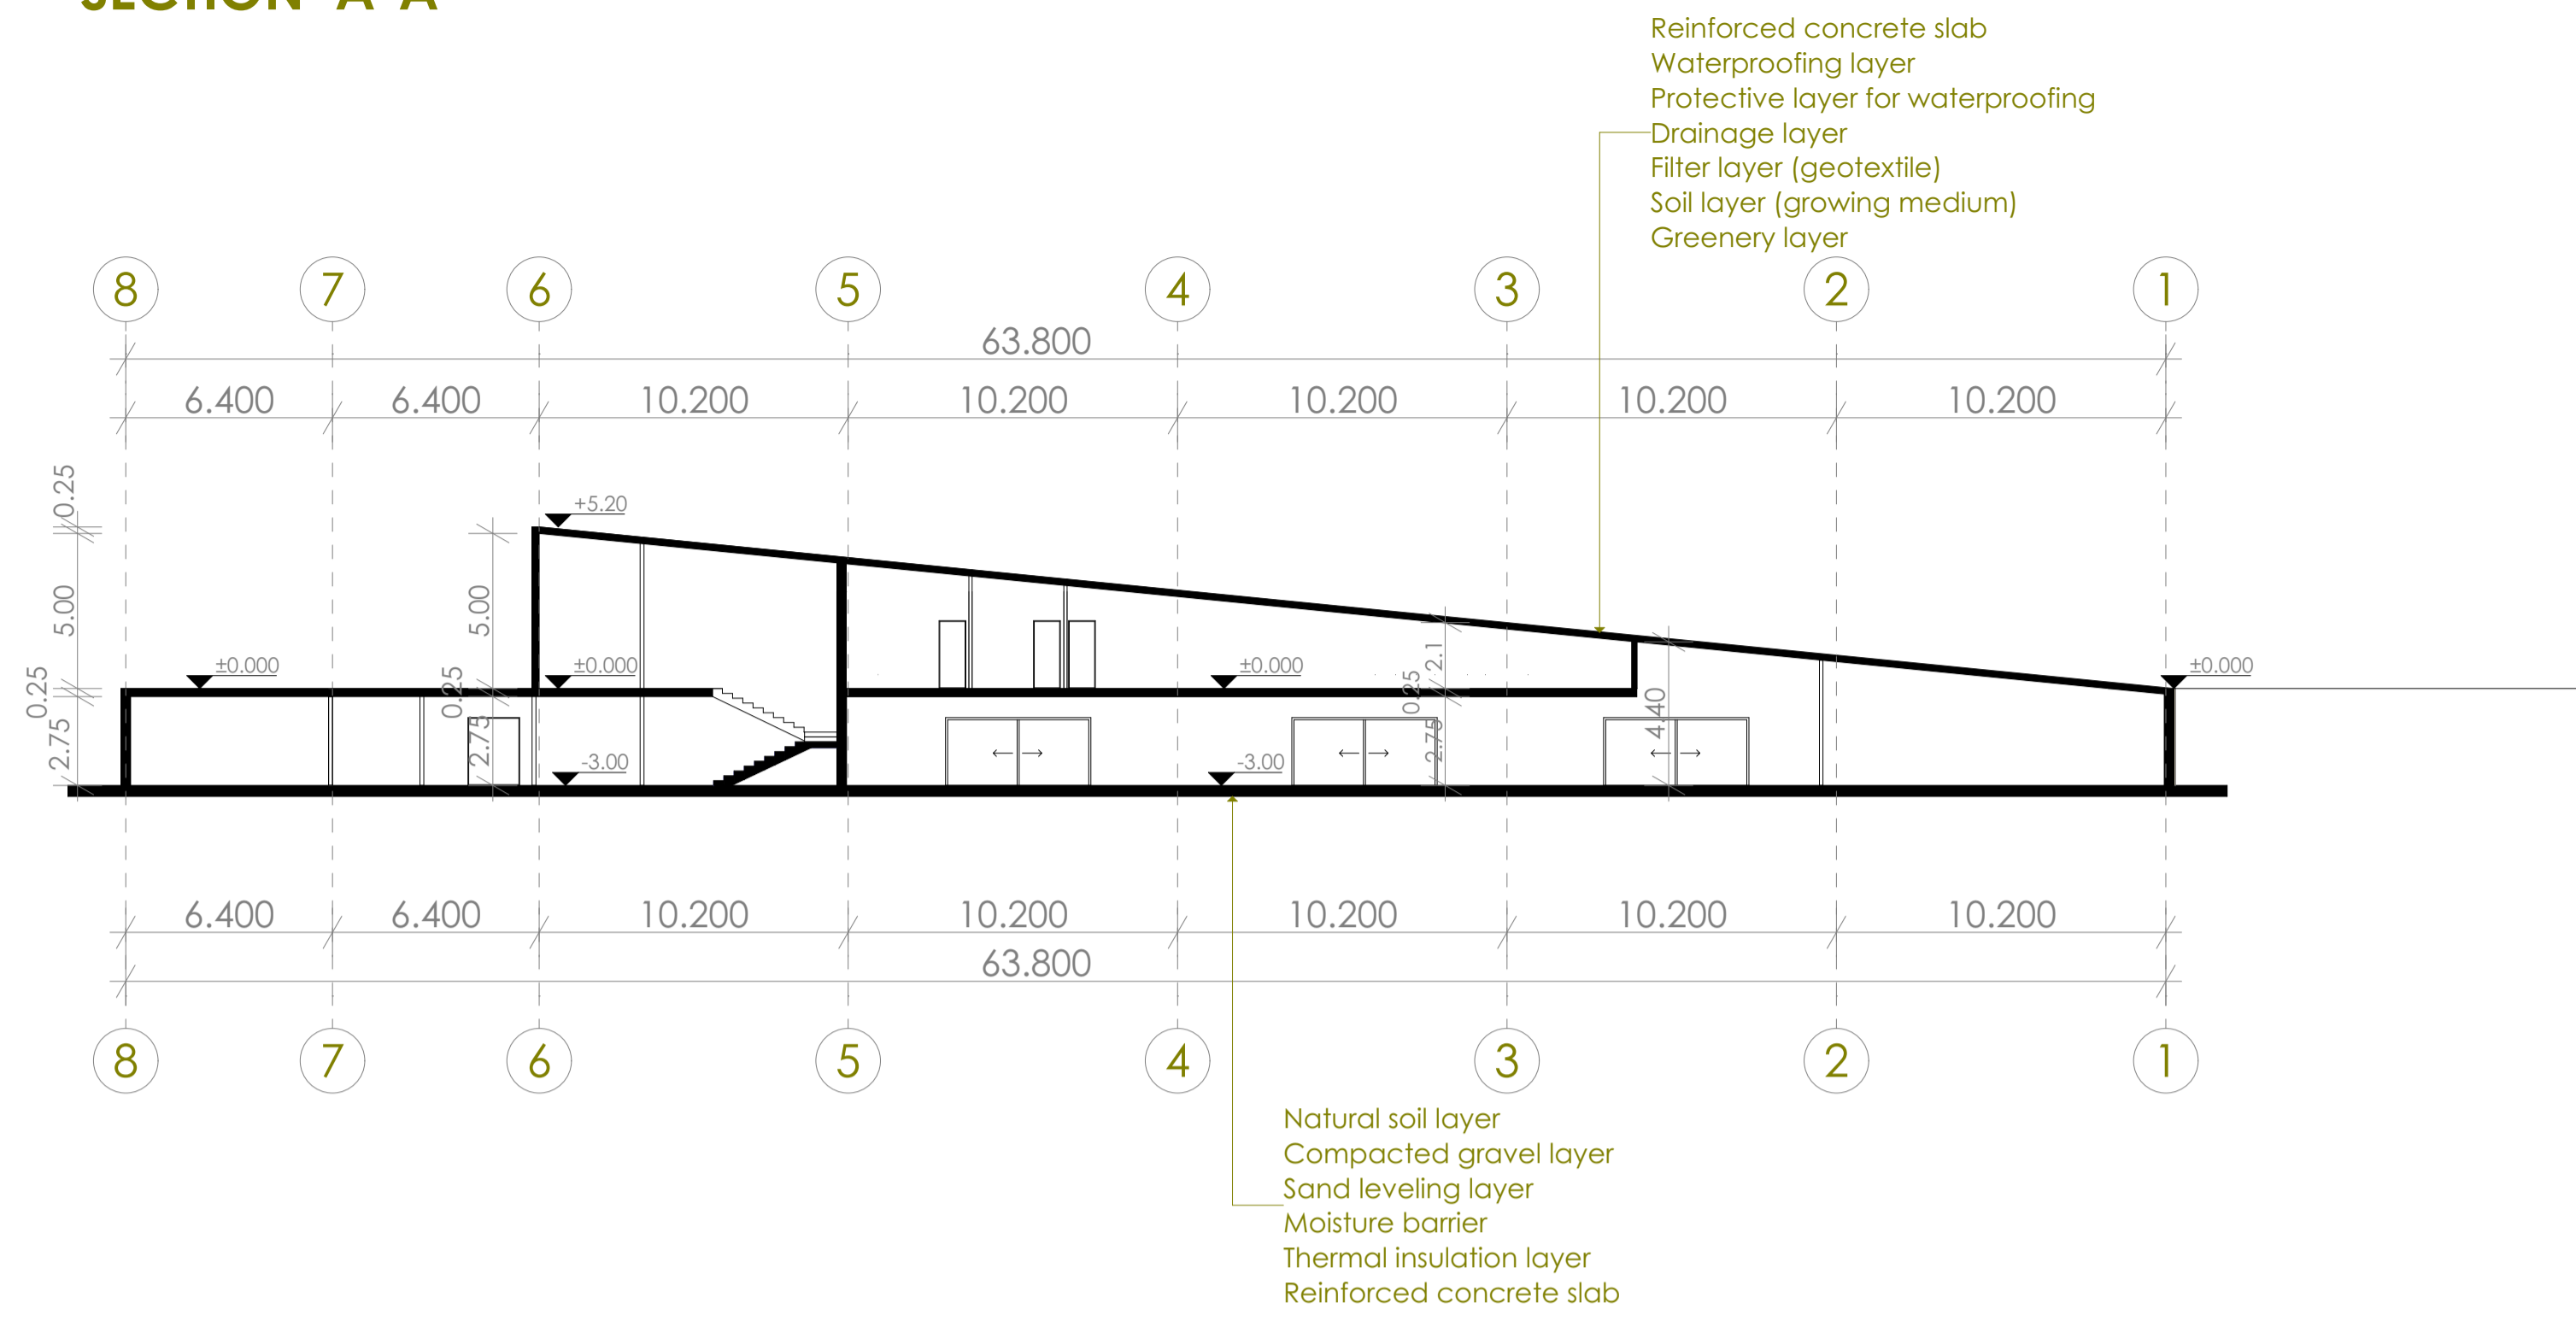 SECTION A-A
Reinforced concrete slab
Waterproofing layer
Protective layer for waterproofing
Drainage layer
Filter layer (geotextile)
Soil layer (growing medium)
Greenery layer
8 7 6 5 4 3 2 1
63.800
6.400 6.400 10.200 10.200 10.200 10.200 10.200
0.25
5.00
0.25
2.75
5.00
0.25
2.75
+5.20
±0.000
±0.000
±0.000
±0.000
-3.00
-3.00
2.1
0.25
2.75
4.40
6.400 6.400 10.200 10.200 10.200 10.200 10.200
63.800
8 7 6 5 4 3 2 1
Natural soil layer
Compacted gravel layer
Sand leveling layer
Moisture barrier
Thermal insulation layer
Reinforced concrete slab